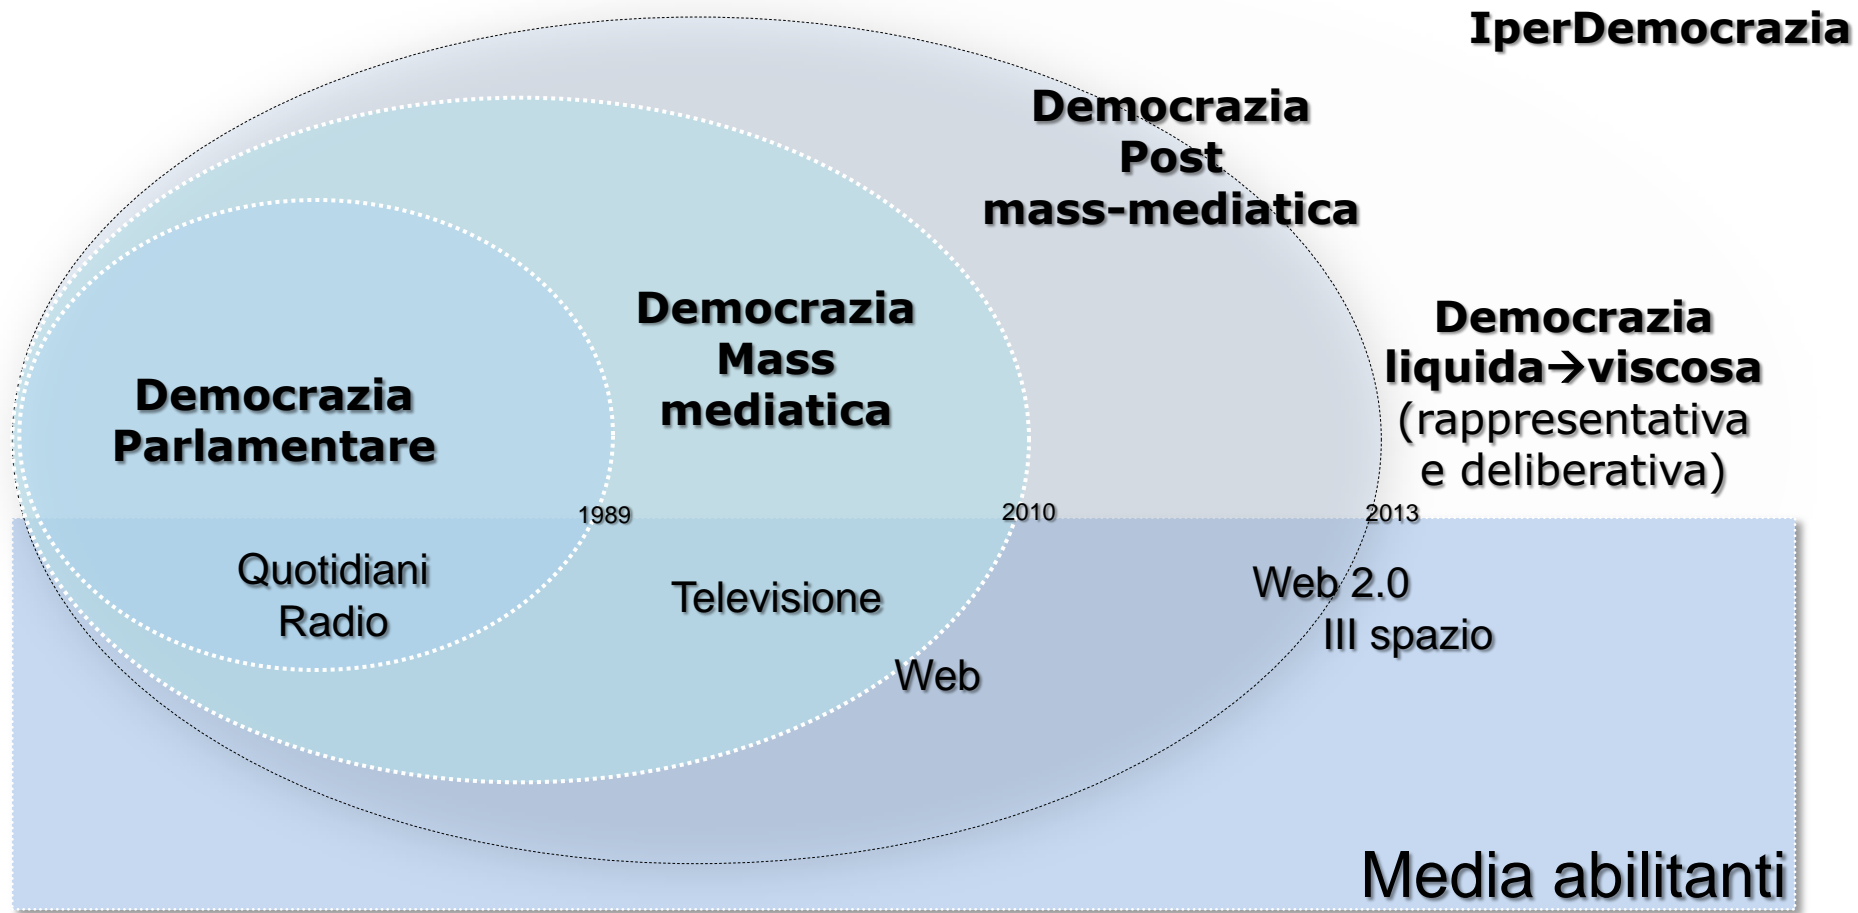 IperDemocrazia
Democrazia
Post
mass-mediatica
Democrazia
Mass
mediatica
Democrazia
Parlamentare
Democrazia
liquida→viscosa
(rappresentativa
e deliberativa)
1989
2010
2013
Quotidiani
Radio
Televisione
Web
Web 2.0
III spazio
Media abilitanti